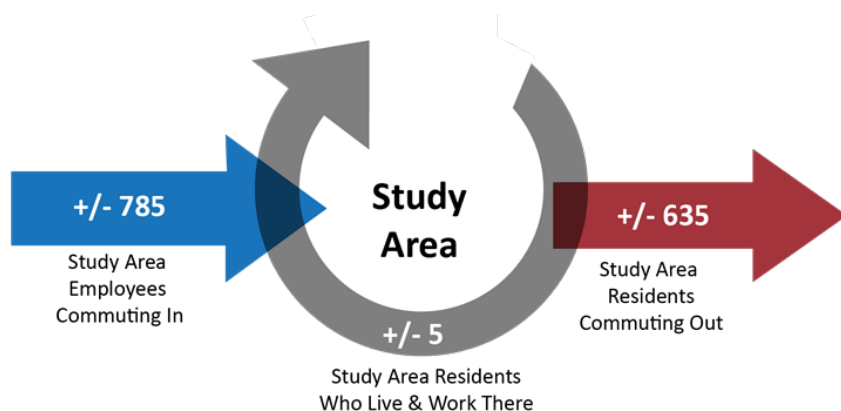 Study
Area
+/- 785
Study Area
Employees
Commuting In
+/- 635
Study Area
Residents
Commuting Out
+/- 5
Study Area Residents
Who Live & Work There